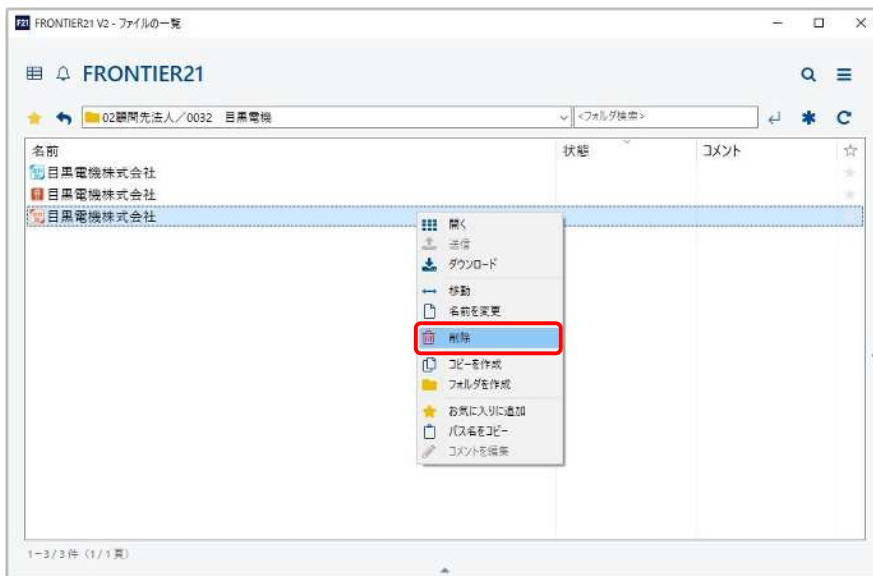 F21 FRONTIER21 V2 - ファイルの一覧
FRONTIER21
02顧問先法人／0032 目黒電機
<フォルダ検索>
名前 状態 コメント
目黒電機株式会社
目黒電機株式会社
目黒電機株式会社
開く
送信
ダウンロード
移動
名前を変更
削除
コピーを作成
フォルダを作成
お気に入りに追加
パス名をコピー
コメントを編集
1-3/3件（1/1頁）